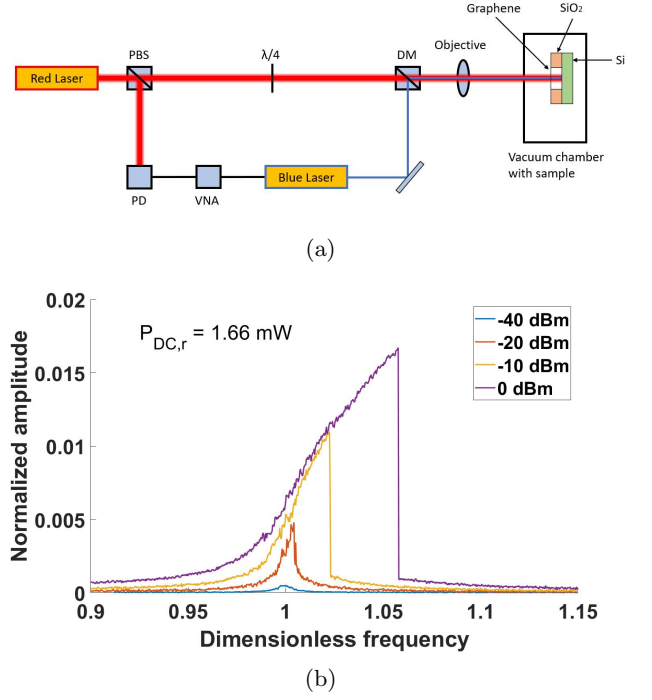 Graphene
SiO₂
PBS
λ/4
DM
Objective
Red Laser
Si
PD
VNA
Blue Laser
Vacuum chamber
with sample
(a)
P_DC,r = 1.66 mW
-40 dBm
-20 dBm
-10 dBm
0 dBm
Normalized amplitude
0.02
0.015
0.01
0.005
0
0.9 0.95 1 1.05 1.1 1.15
Dimensionless frequency
(b)